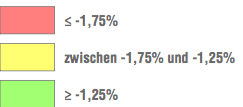 ≤ -1,75%
zwischen -1,75% und -1,25%
≥ -1,25%